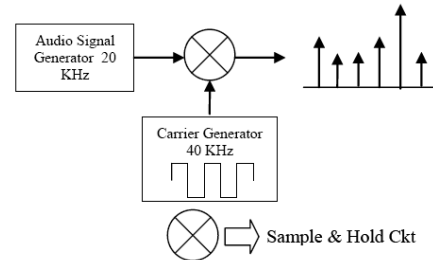 Audio Signal
Generator 20
KHz
Carrier Generator
40 KHz
Sample & Hold Ckt